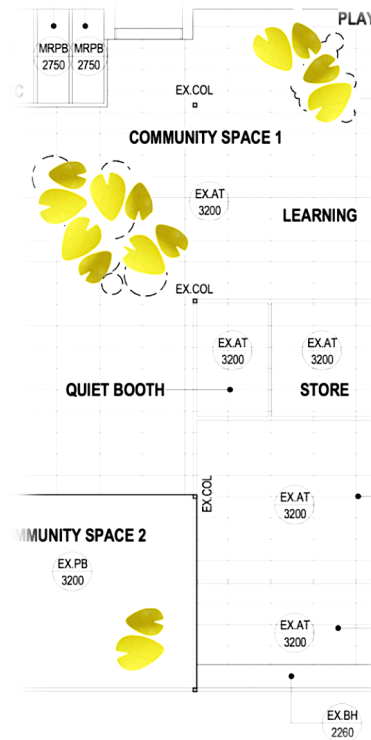 PLAY
MRPB MRPB
2750 2750
C
EX.COL
COMMUNITY SPACE 1
EX.AT
3200
LEARNING
EX.COL
EX.AT EX.AT
3200 3200
QUIET BOOTH STORE
EX.COL
EX.AT
3200
MMUNITY SPACE 2
EX.PB
3200
EX.AT
3200
EX.BH
2260